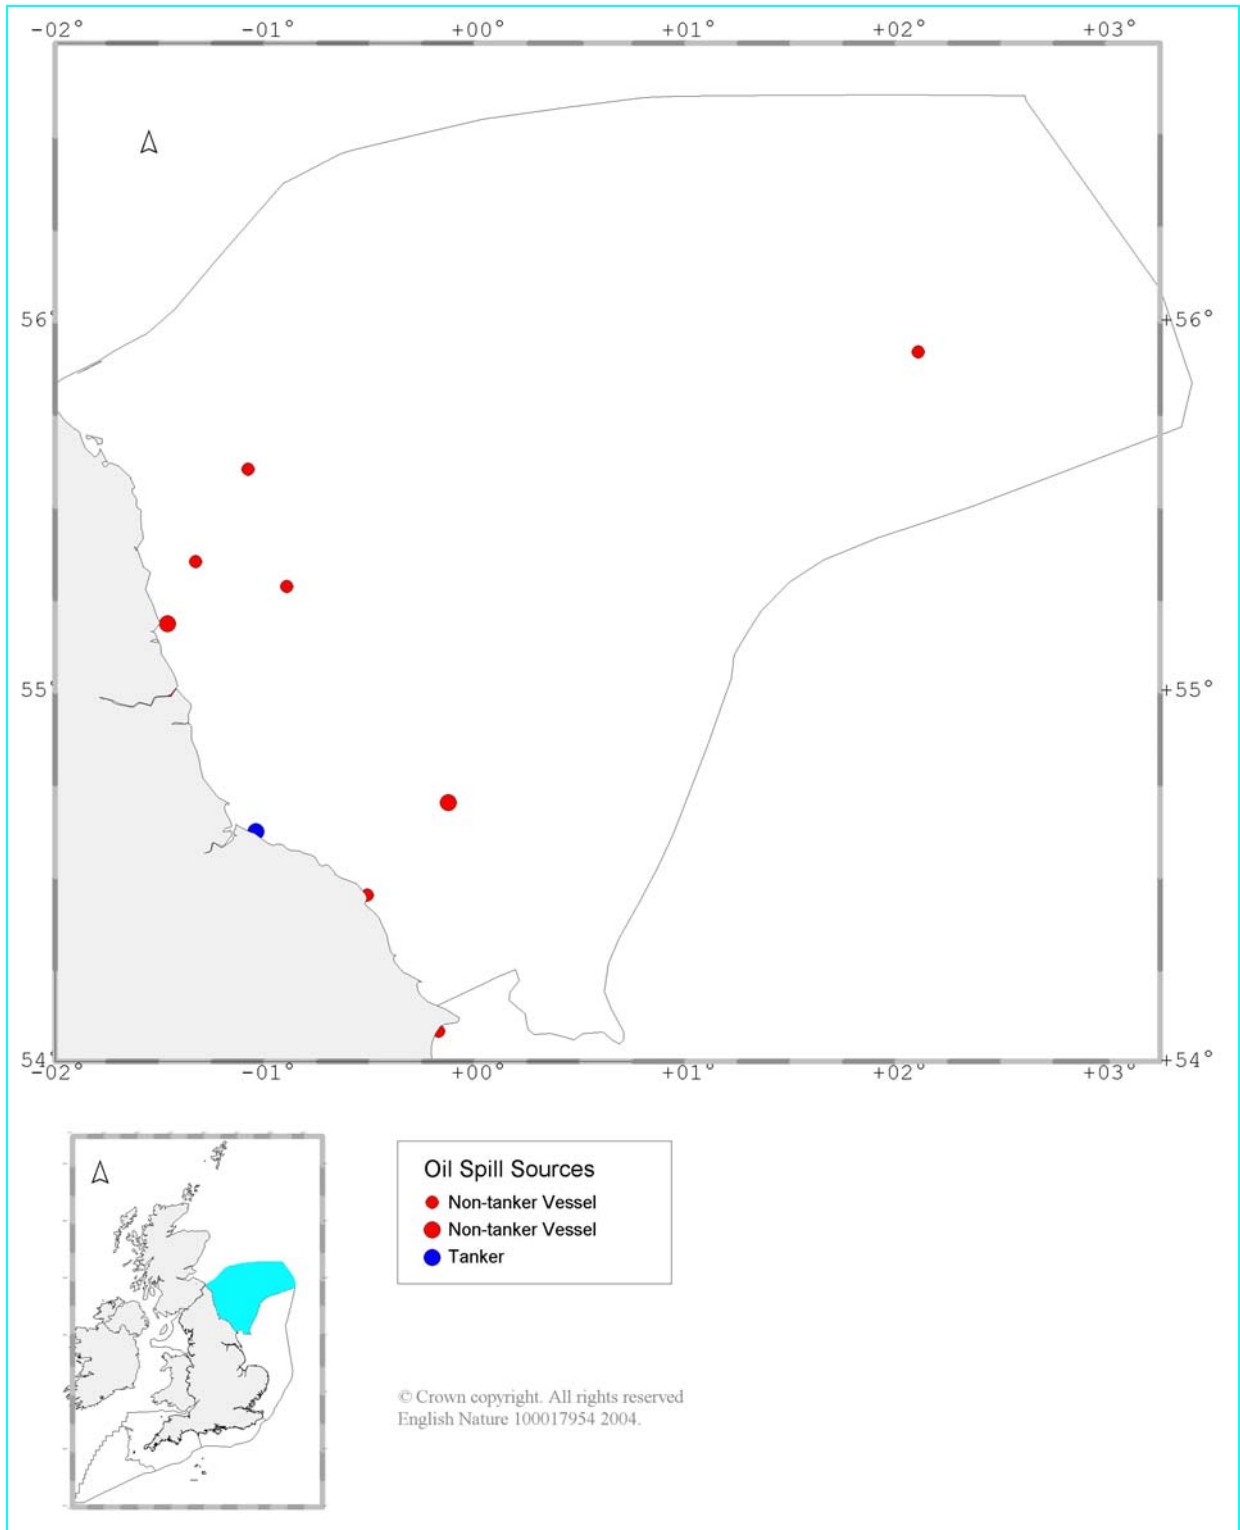 -02° -01° +00° +01° +02° +03°
56° +56°
55° +55°
54° +54°
-02° -01° +00° +01° +02° +03°
Oil Spill Sources
Non-tanker Vessel
Non-tanker Vessel
Tanker
© Crown copyright. All rights reserved
English Nature 100017954 2004.